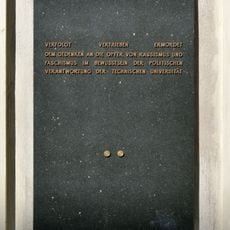 VERFOLGT VERTRIEBEN ERMORDET
DEM GEDENKEN AN DIE OPFER VON RASSISMUS UND
FASCHISMUS IM BEWUSSTSEIN DER POLITISCHEN
VERANTWORTUNG DER TECHNISCHEN UNIVERSITÄT